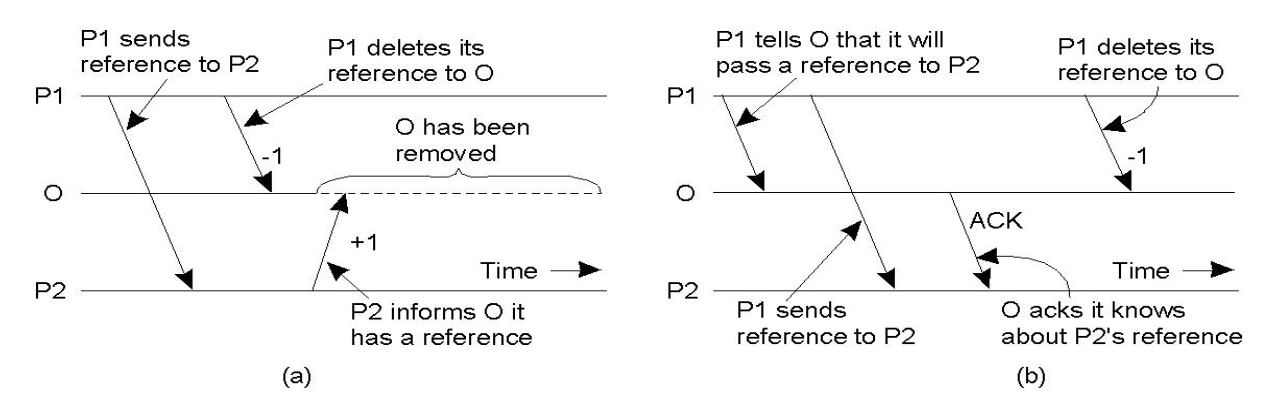 P1 sends
reference to P2
P1 deletes its
reference to O
P1
O has been
removed
-1
O
+1
Time
P2
P2 informs O it
has a reference
(a)
P1 tells O that it will
pass a reference to P2
P1 deletes its
reference to O
P1
-1
O
ACK
Time
P2
P1 sends
reference to P2
O acks it knows
about P2's reference
(b)